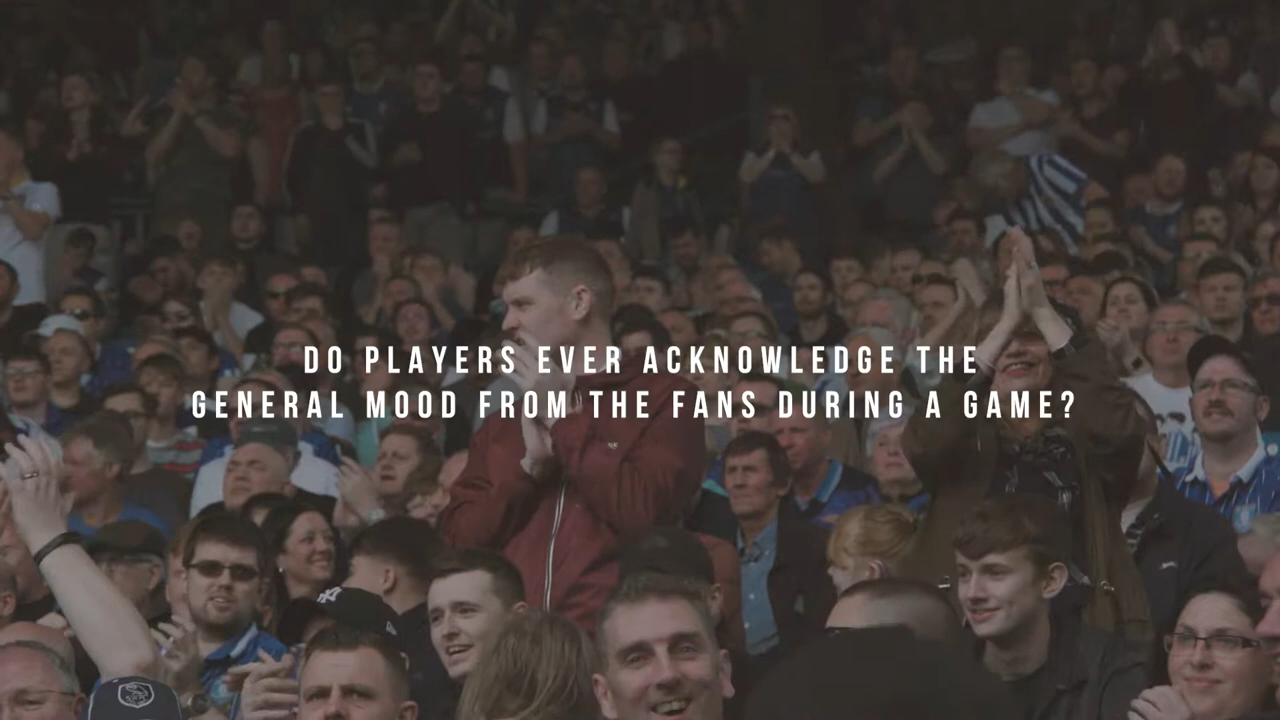 DO PLAYERS EVER ACKNOWLEDGE THE
GENERAL MOOD FROM THE FANS DURING A GAME?